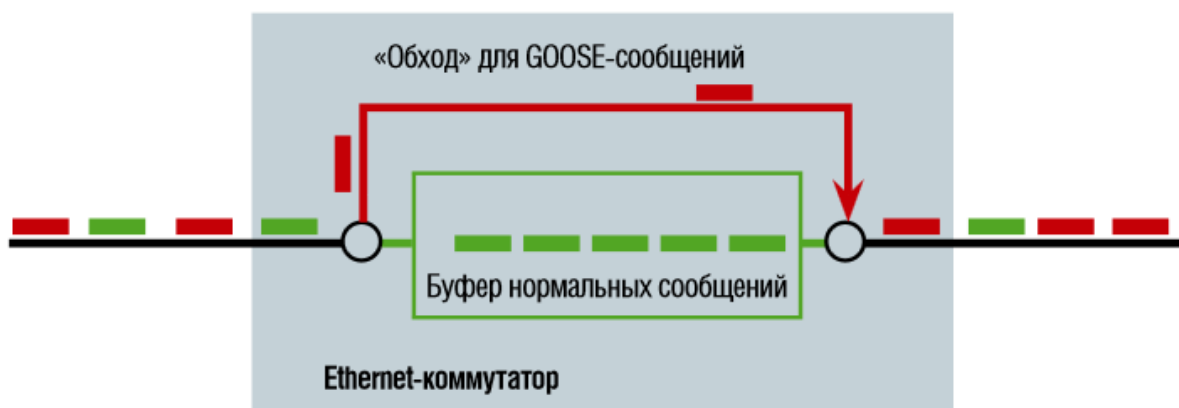 «Обход» для GOOSE-сообщений
Буфер нормальных сообщений
Ethernet-коммутатор